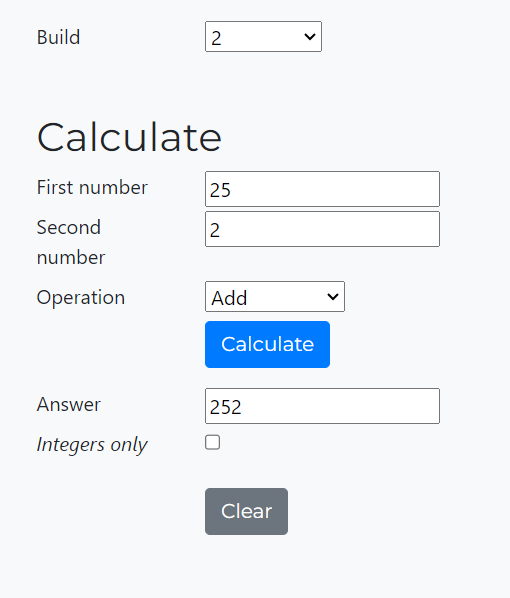 Build 2
Calculate
First number 25
Second 2
number
Operation Add
Calculate
Answer 252
Integers only
Clear